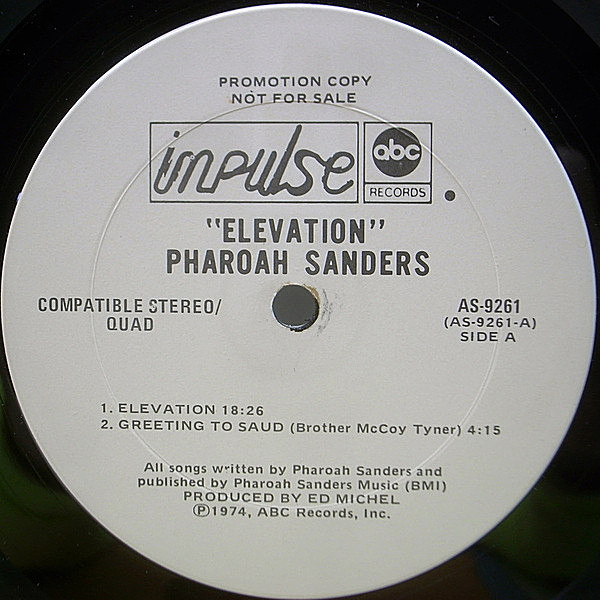 PROMOTION COPY
NOT FOR SALE
impulse
abc
RECORDS
"ELEVATION"
PHAROAH SANDERS
COMPATIBLE STEREO/
QUAD
AS-9261
(AS-9261-A)
SIDE A
1. ELEVATION 18:26
2. GREETING TO SAUD (Brother McCoy Tyner) 4:15
All songs written by Pharoah Sanders and
published by Pharoah Sanders Music (BMI)
PRODUCED BY ED MICHEL
Ⓟ1974, ABC Records, Inc.